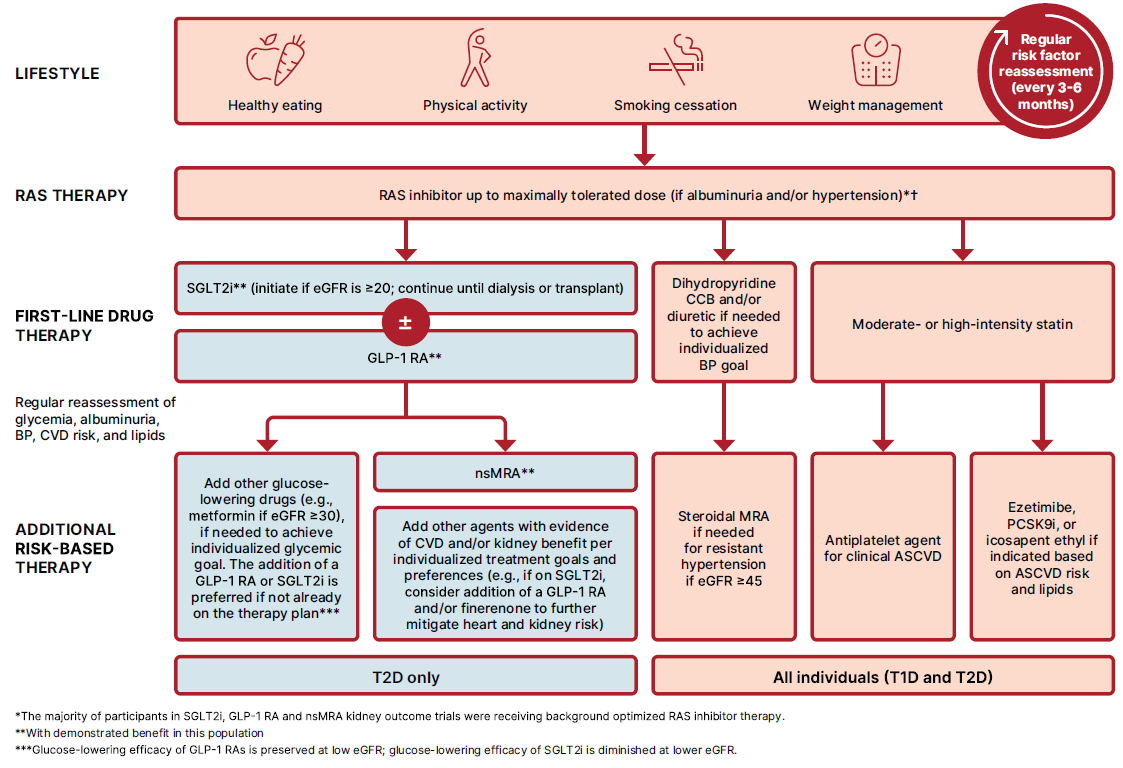 LIFESTYLE
Healthy eating
Physical activity
Smoking cessation
Weight management
Regular
risk factor
reassessment
(every 3-6
months)
RAS THERAPY
RAS inhibitor up to maximally tolerated dose (if albuminuria and/or hypertension)*†
FIRST-LINE DRUG
THERAPY
SGLT2i** (initiate if eGFR is ≥20; continue until dialysis or transplant)
±
GLP-1 RA**
Dihydropyridine
CCB and/or
diuretic if needed
to achieve
individualized
BP goal
Moderate- or high-intensity statin
Regular reassessment of
glycemia, albuminuria,
BP, CVD risk, and lipids
ADDITIONAL
RISK-BASED
THERAPY
Add other glucose-
lowering drugs (e.g.,
metformin if eGFR ≥30),
if needed to achieve
individualized glycemic
goal. The addition of a
GLP-1 RA or SGLT2i is
preferred if not already
on the therapy plan***
nsMRA**
Add other agents with evidence
of CVD and/or kidney benefit per
individualized treatment goals and
preferences (e.g., if on SGLT2i,
consider addition of a GLP-1 RA
and/or finerenone to further
mitigate heart and kidney risk)
Steroidal MRA
if needed
for resistant
hypertension
if eGFR ≥45
Antiplatelet agent
for clinical ASCVD
Ezetimibe,
PCSK9i, or
icosapent ethyl if
indicated based
on ASCVD risk
and lipids
T2D only
All individuals (T1D and T2D)
*The majority of participants in SGLT2i, GLP-1 RA and nsMRA kidney outcome trials were receiving background optimized RAS inhibitor therapy.
**With demonstrated benefit in this population
***Glucose-lowering efficacy of GLP-1 RAs is preserved at low eGFR; glucose-lowering efficacy of SGLT2i is diminished at lower eGFR.